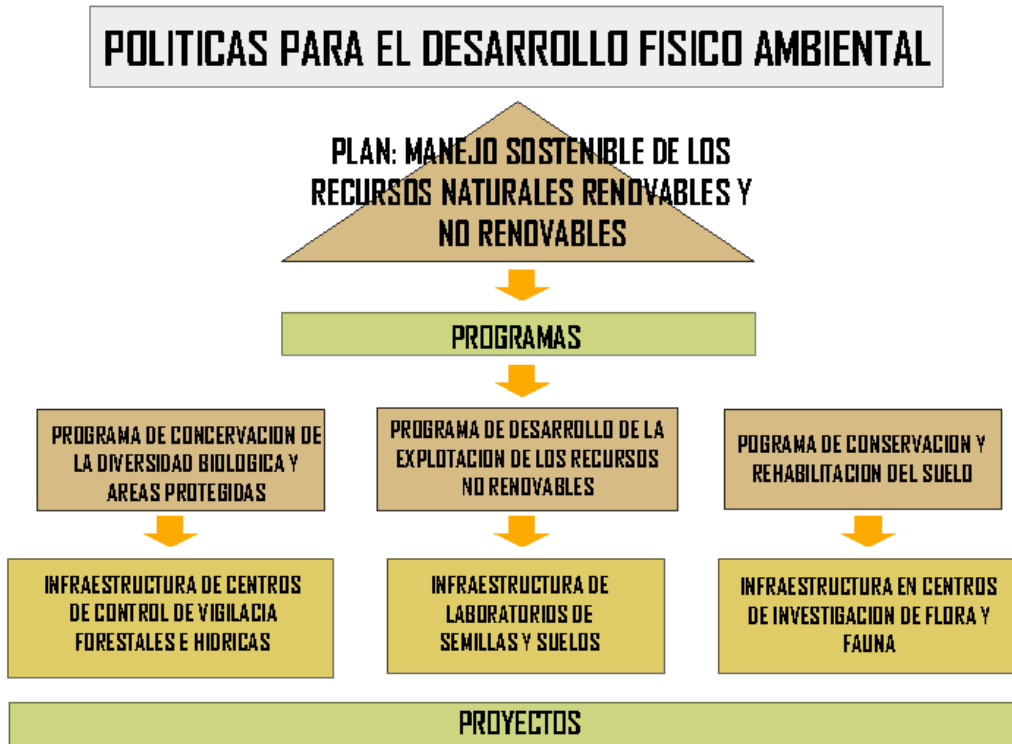 POLITICAS PARA EL DESARROLLO FISICO AMBIENTAL
PLAN: MANEJO SOSTENIBLE DE LOS
RECURSOS NATURALES RENOVABLES Y
NO RENOVABLES
PROGRAMAS
PROGRAMA DE CONCERVACION DE
LA DIVERSIDAD BIOLOGICA Y
AREAS PROTEGIDAS
PROGRAMA DE DESARROLLO DE LA
EXPLOTACION DE LOS RECURSOS
NO RENOVABLES
POGRAMA DE CONSERVACION Y
REHABILITACION DEL SUELO
INFRAESTRUCTURA DE CENTROS
DE CONTROL DE VIGILACIA
FORESTALES E HIDRICAS
INFRAESTRUCTURA DE
LABORATORIOS DE
SEMILLAS Y SUELOS
INFRAESTRUCTURA EN CENTROS
DE INVESTIGACION DE FLORA Y
FAUNA
PROYECTOS